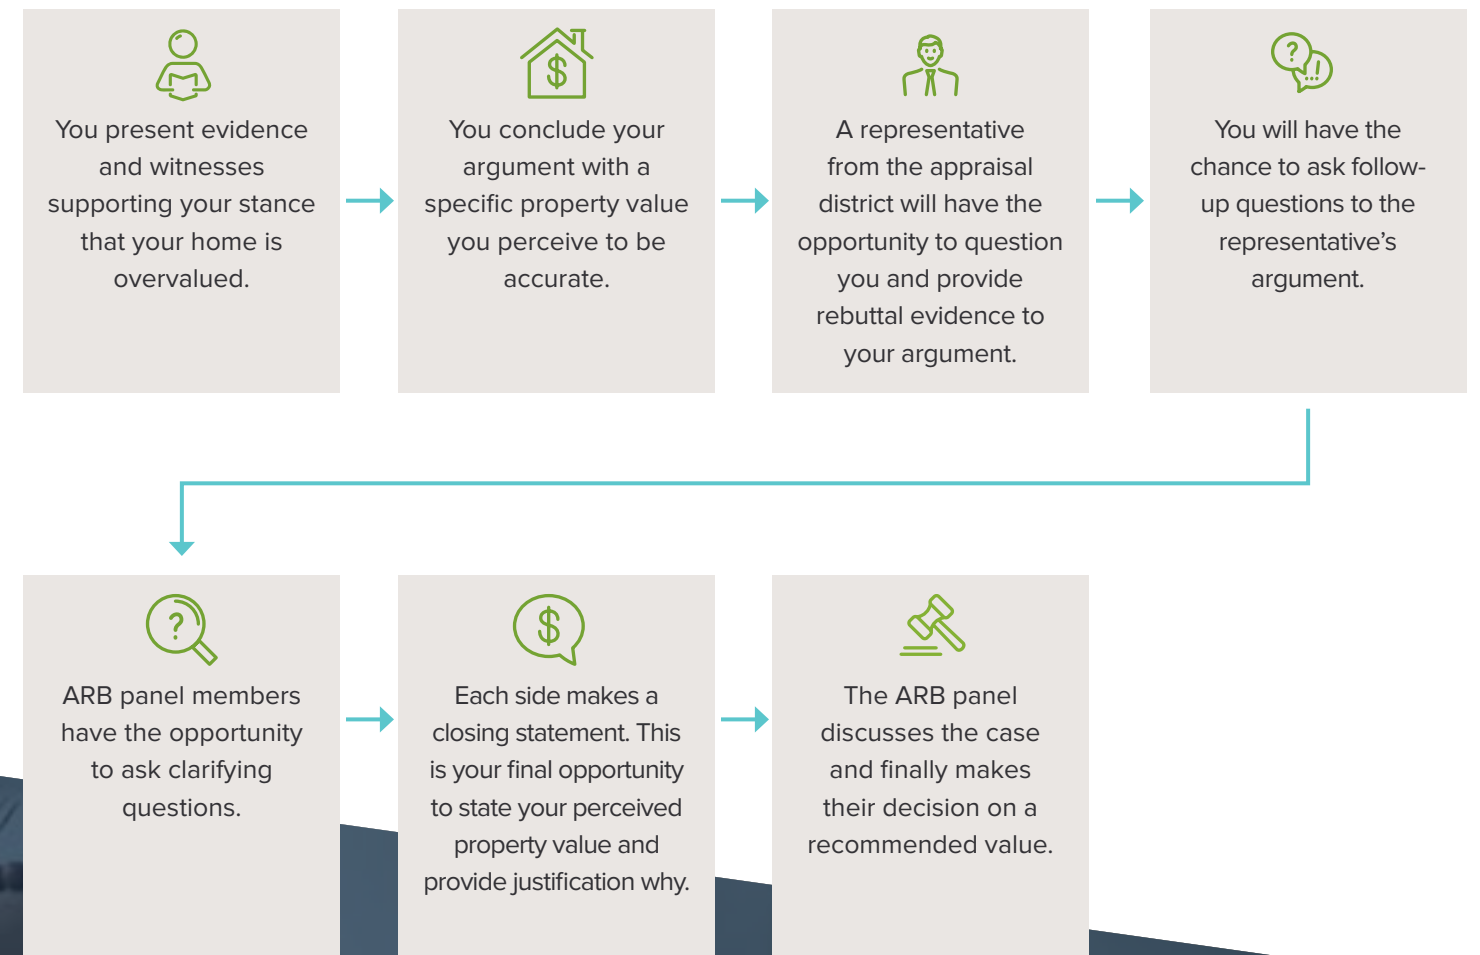 You present evidence
and witnesses
supporting your stance
that your home is
overvalued.
You conclude your
argument with a
specific property value
you perceive to be
accurate.
A representative
from the appraisal
district will have the
opportunity to question
you and provide
rebuttal evidence to
your argument.
You will have the
chance to ask follow-
up questions to the
representative’s
argument.
ARB panel members
have the opportunity
to ask clarifying
questions.
Each side makes a
closing statement. This
is your final opportunity
to state your perceived
property value and
provide justification why.
The ARB panel
discusses the case
and finally makes
their decision on a
recommended value.